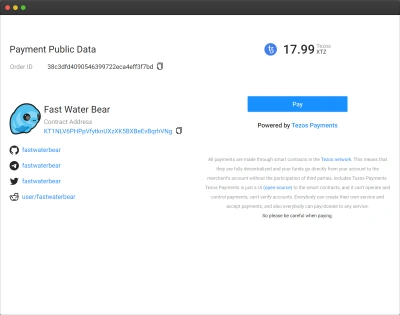 Payment Public Data
Order ID 38c3dfd4090546399722eca4eff3f7bd
Fast Water Bear
Contract Address
KT1NLV6PHPpVfytknUXzXK5BXBeEvBqrhVNg
fastwaterbear
fastwaterbear
fastwaterbear
user/fastwaterbear
17.99 Tezos
XTZ
Pay
Powered by Tezos Payments
All payments are made through smart contracts in the Tezos network. This means that
they are fully decentralized and your funds go directly from your account to the
merchant's account without the participation of third parties, includes Tezos Payments.
Tezos Payments is just a UI (open-source) to the smart contracts, and it can't operate and
control payments, can't verify accounts. Everybody can create their own service and
accept payments, and also everybody can pay/donate to any service.
So please be careful when paying.